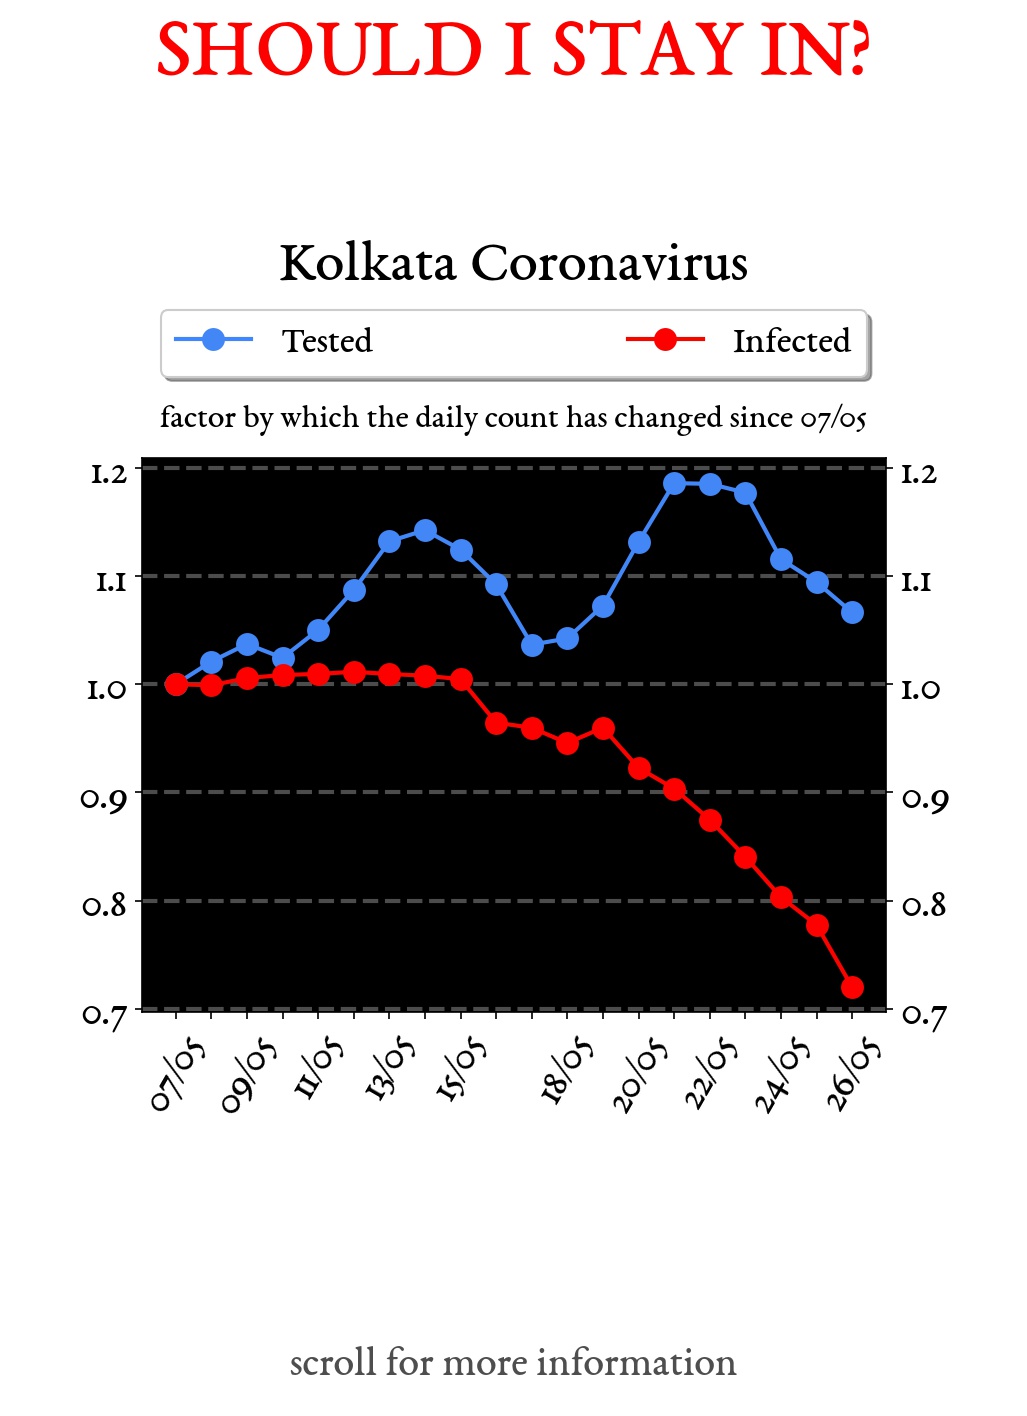 SHOULD I STAY IN?
Kolkata Coronavirus
Tested Infected
factor by which the daily count has changed since 07/05
1.2 1.2
1.1 1.1
1.0 1.0
0.9 0.9
0.8 0.8
0.7 0.7
07/05 09/05 11/05 13/05 15/05 18/05 20/05 22/05 24/05 26/05
scroll for more information